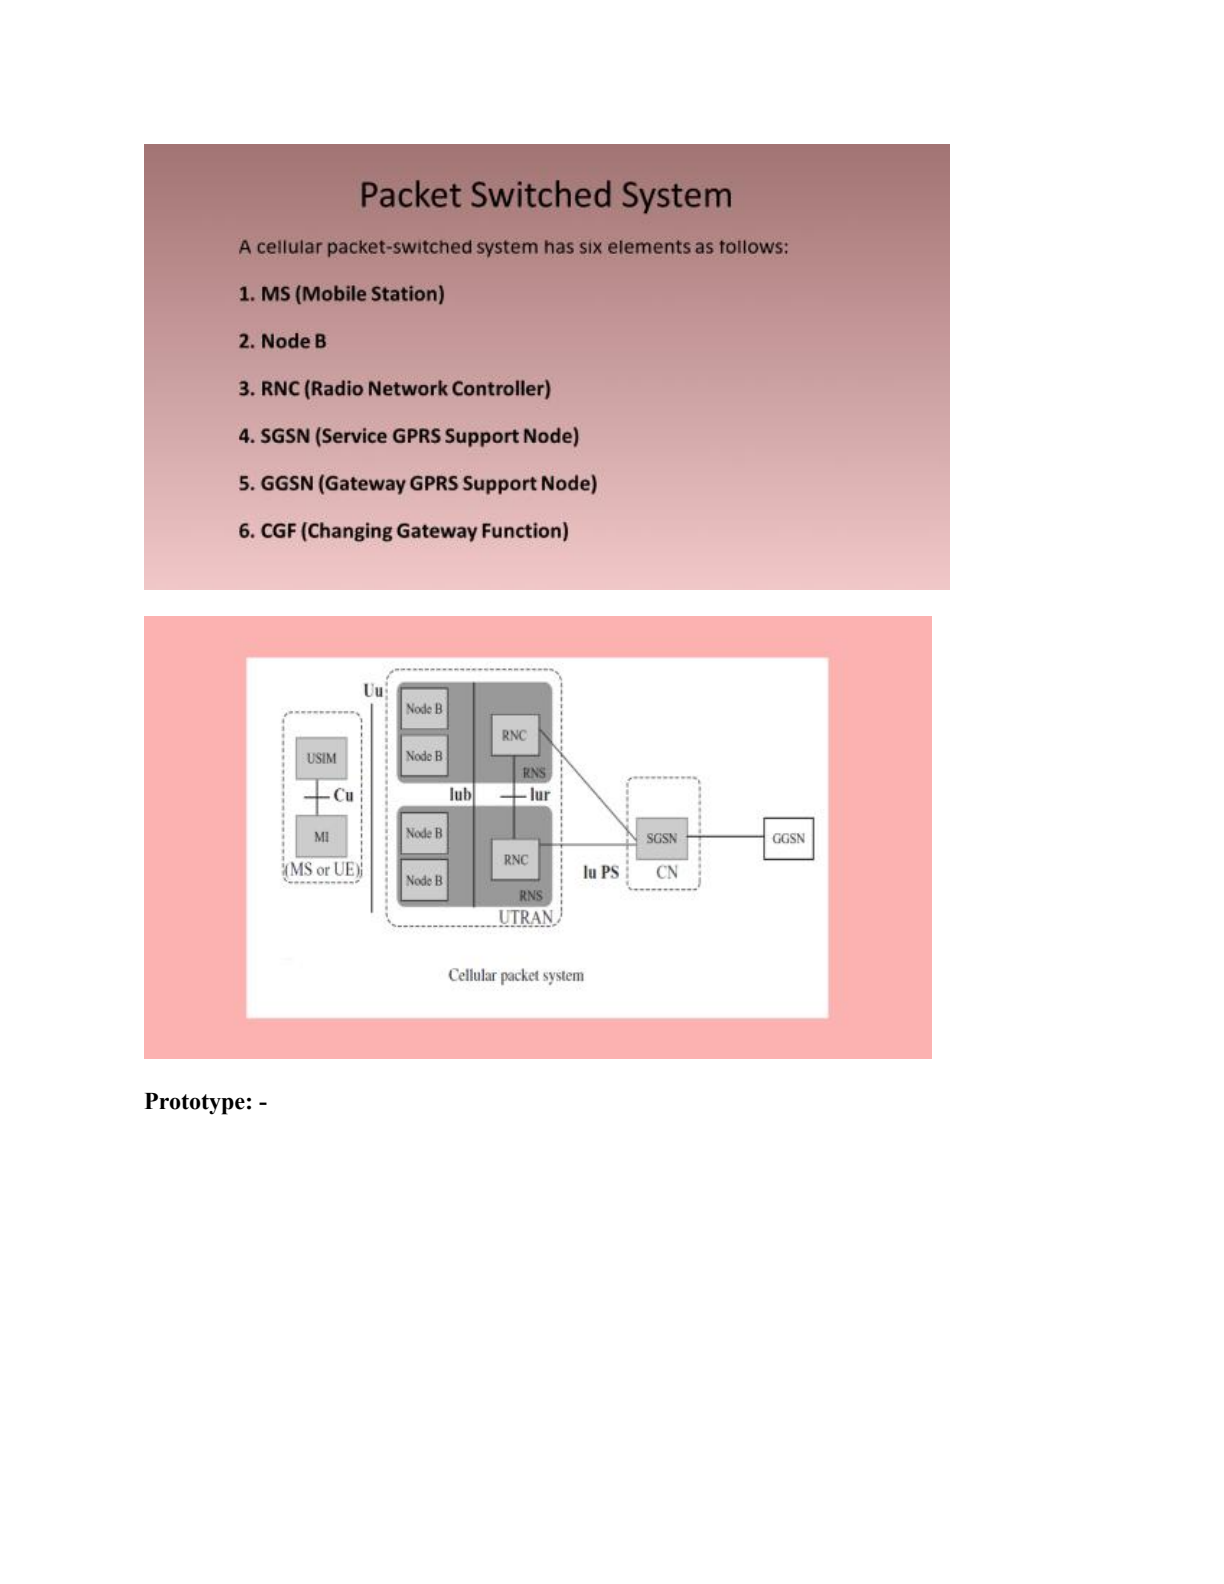 Packet Switched System
A cellular packet-switched system has six elements as follows:
1. MS (Mobile Station)
2. Node B
3. RNC (Radio Network Controller)
4. SGSN (Service GPRS Support Node)
5. GGSN (Gateway GPRS Support Node)
6. CGF (Changing Gateway Function)
Uu
Node B
RNC
USIM
Node B
RNS
Cu
Iub
Iur
MI
Node B
SGSN
GGSN
RNC
(MS or UE)
Node B
Iu PS
CN
RNS
UTRAN
Cellular packet system
Prototype: -